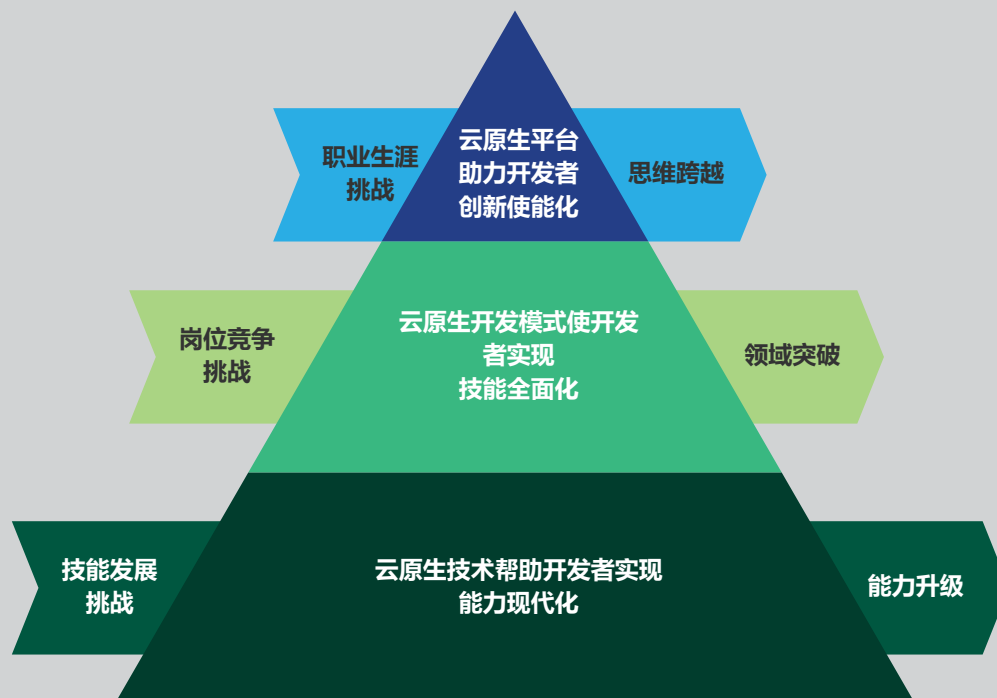 职业生涯
挑战
云原生平台
助力开发者
创新使能化
思维跨越
岗位竞争
挑战
云原生开发模式使开发
者实现
技能全面化
领域突破
技能发展
挑战
云原生技术帮助开发者实现
能力现代化
能力升级